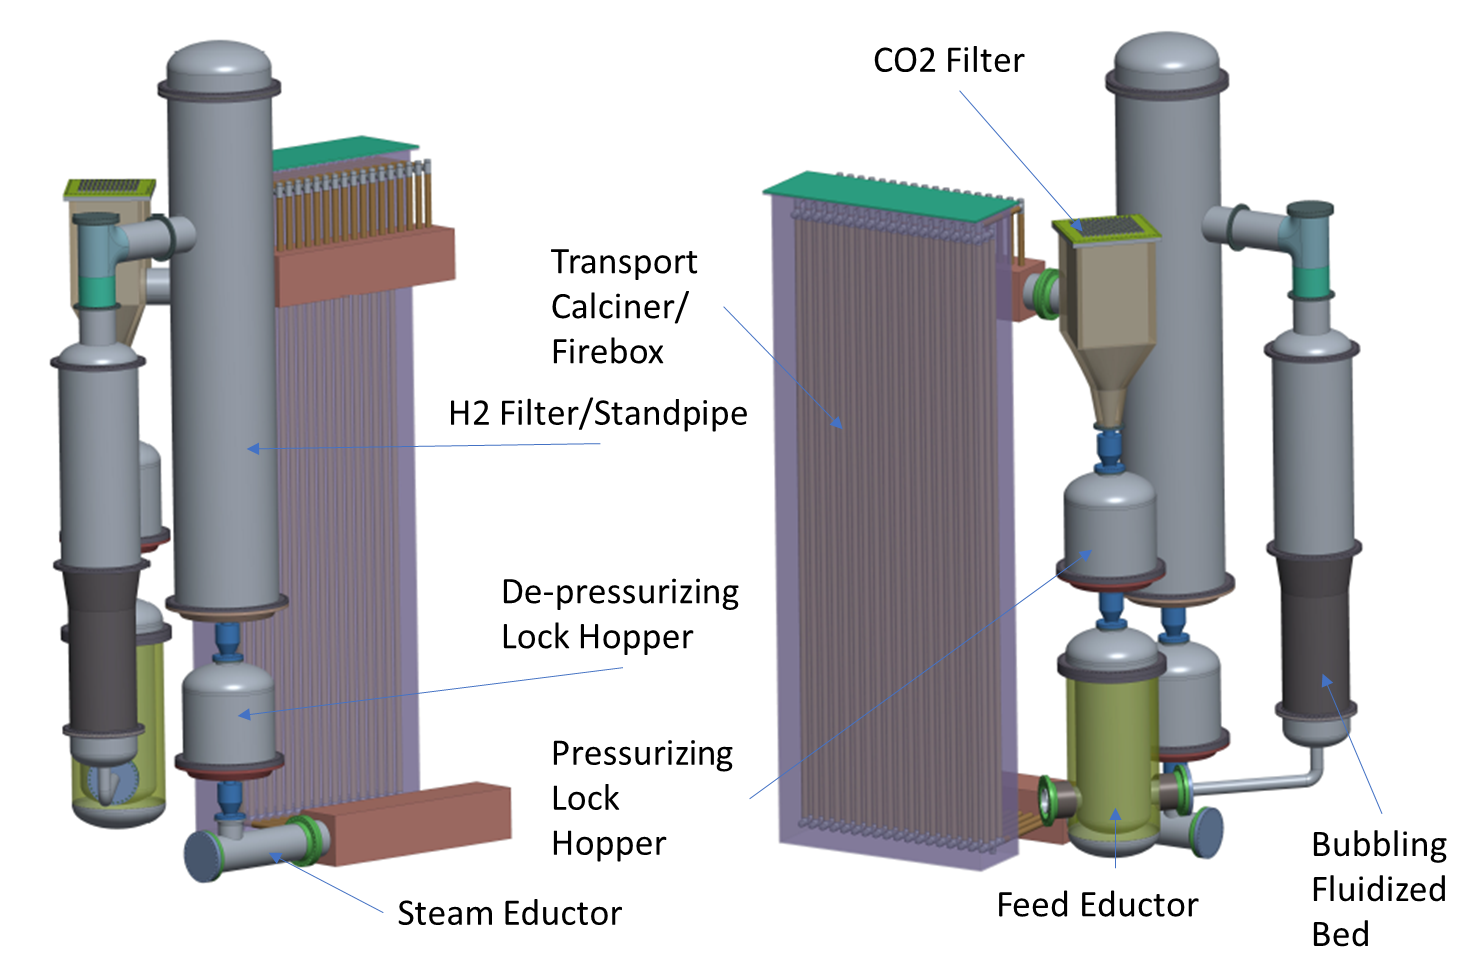 CO2 Filter
Transport
Calciner/
Firebox
H2 Filter/Standpipe
De-pressurizing
Lock Hopper
Pressurizing
Lock
Hopper
Steam Eductor
Feed Eductor
Bubbling
Fluidized
Bed